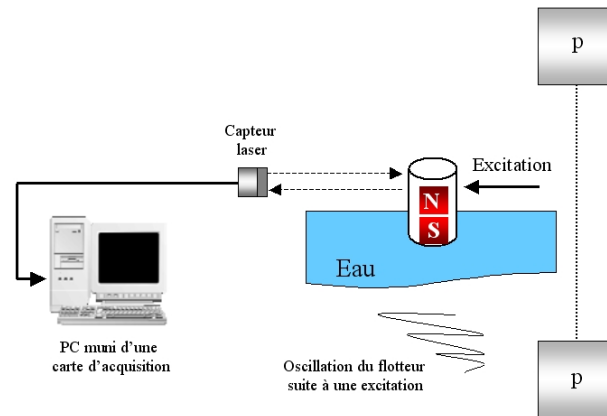 p
Capteur
laser
Excitation
N
S
Eau
PC muni d'une
carte d'acquisition
Oscillation du flotteur
suite à une excitation
p